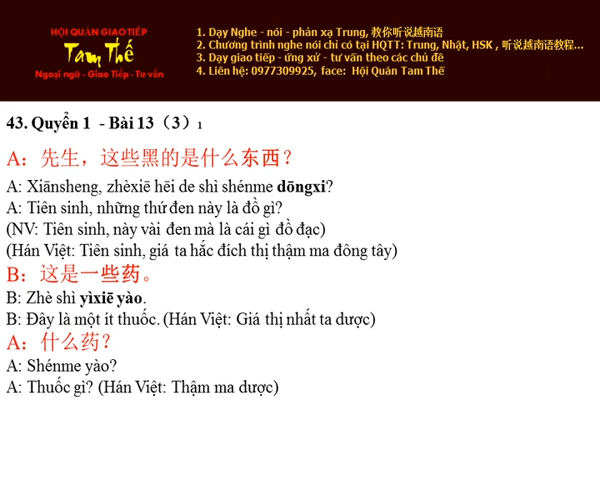 HỘI QUÁN GIAO TIẾP
Tam Thế
Ngoại ngữ - Giao Tiếp - Tư vấn
1. Dạy Nghe - nói - phản xạ Trung, 教你听说越南语
2. Chương trình nghe nói chỉ có tại HQTT: Trung, Nhật, HSK , 听说越南语教程...
3. Dạy giao tiếp - ứng xử - tư vấn theo các chủ đề
4. Liên hệ: 0977309925, face: Hội Quán Tam Thế
43. Quyển 1 - Bài 13（3）1
A：先生，这些黑的是什么东西？
A: Xiānsheng, zhèxiē hēi de shì shénme dōngxi?
A: Tiên sinh, những thứ đen này là đồ gì?
(NV: Tiên sinh, này vài đen mà là cái gì đồ đạc)
(Hán Việt: Tiên sinh, giá ta hắc đích thị thậm ma đông tây)
B：这是一些药。
B: Zhè shì yìxiē yào.
B: Đây là một ít thuốc. (Hán Việt: Giá thị nhất ta dược)
A：什么药？
A: Shénme yào?
A: Thuốc gì? (Hán Việt: Thậm ma dược)